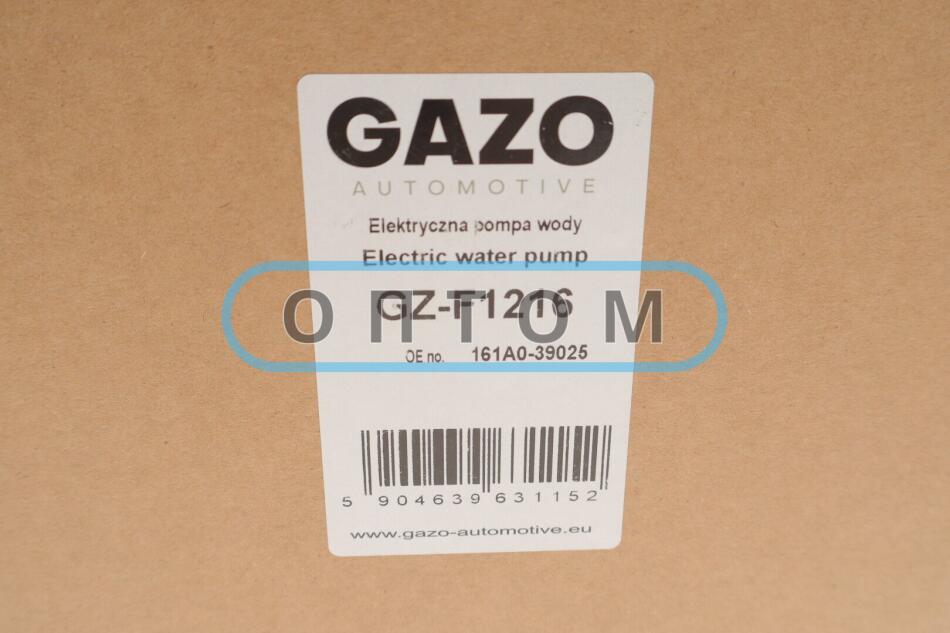 GAZO
AUTOMOTIVE
Elektryczna pompa wody
Electric water pump
GZ-F1216
ОПТОМ
OE no. 161A0-39025
5 904639 631152
www.gazo-automotive.eu